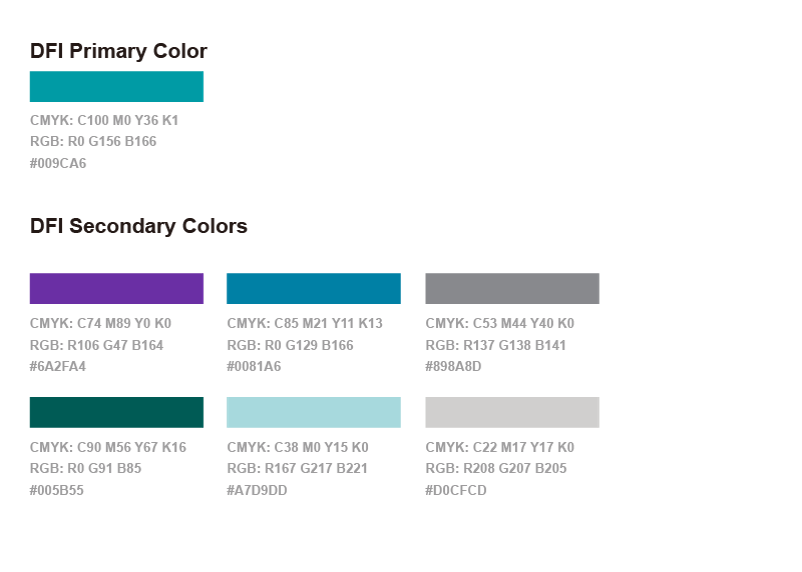 DFI Primary Color
CMYK: C100 M0 Y36 K1
RGB: R0 G156 B166
#009CA6
DFI Secondary Colors
CMYK: C74 M89 Y0 K0
RGB: R106 G47 B164
#6A2FA4
CMYK: C85 M21 Y11 K13
RGB: R0 G129 B166
#0081A6
CMYK: C53 M44 Y40 K0
RGB: R137 G138 B141
#898A8D
CMYK: C90 M56 Y67 K16
RGB: R0 G91 B85
#005B55
CMYK: C38 M0 Y15 K0
RGB: R167 G217 B221
#A7D9DD
CMYK: C22 M17 Y17 K0
RGB: R208 G207 B205
#D0CFCD